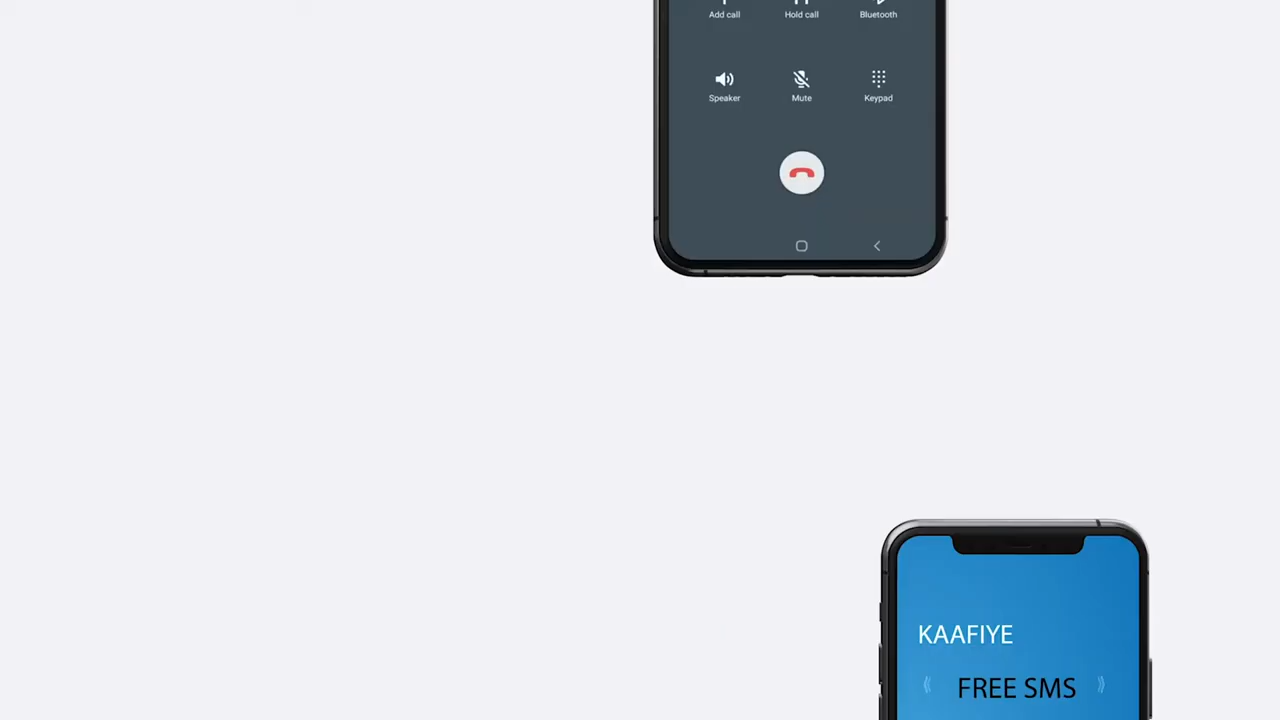 Add call Hold call Bluetooth
Speaker Mute Keypad
KAAFIYE
FREE SMS